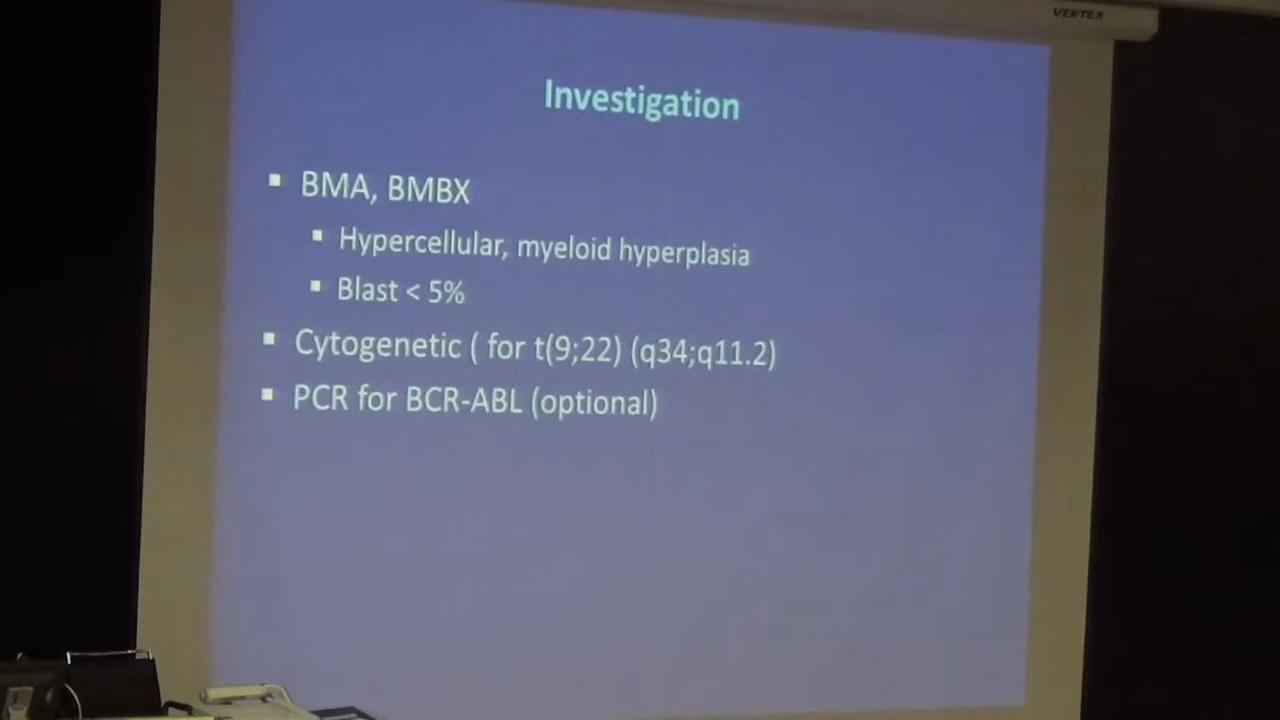 VERTEX
Investigation
▪ BMA, BMBX
▪ Hypercellular, myeloid hyperplasia
▪ Blast < 5%
▪ Cytogenetic ( for t(9;22) (q34;q11.2)
▪ PCR for BCR-ABL (optional)